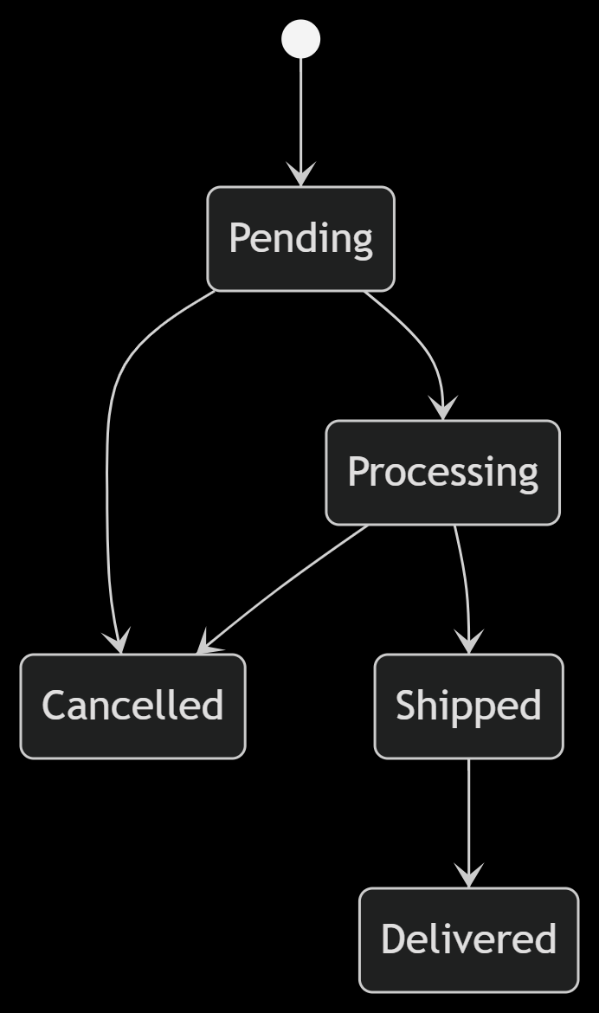 Pending
Processing
Cancelled
Shipped
Delivered